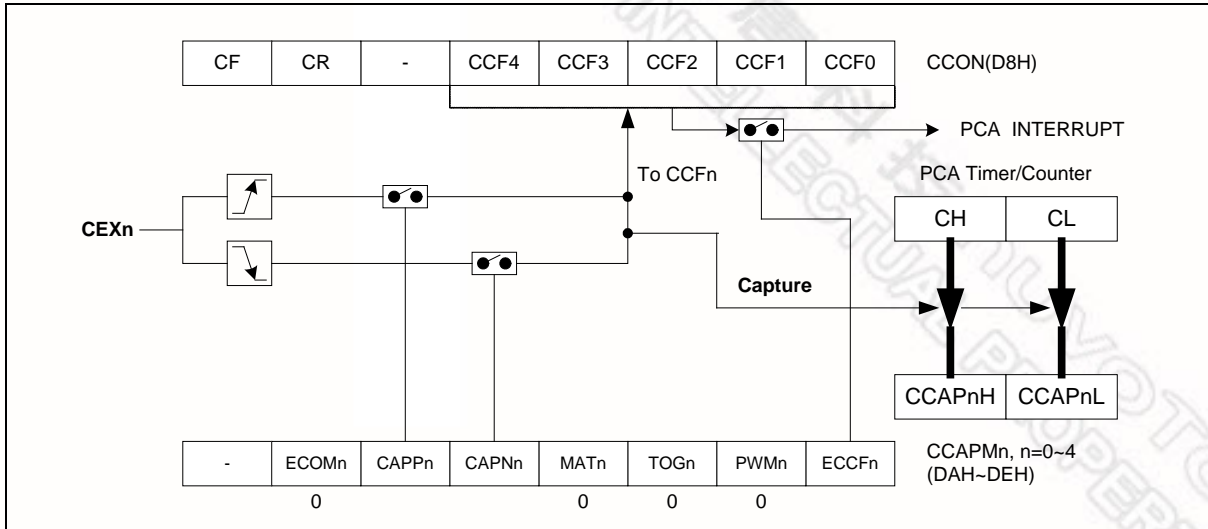 CF CR - CCF4 CCF3 CCF2 CCF1 CCF0 CCON(D8H)
PCA INTERRUPT
To CCFn
PCA Timer/Counter
CEXn
CH CL
Capture
CCAPnH CCAPnL
- ECOMn CAPPn CAPNn MATn TOGn PWMn ECCFn
CCAPMn, n=0~4
(DAH~DEH)
0 0 0 0
INTELLECTUAL PROPER